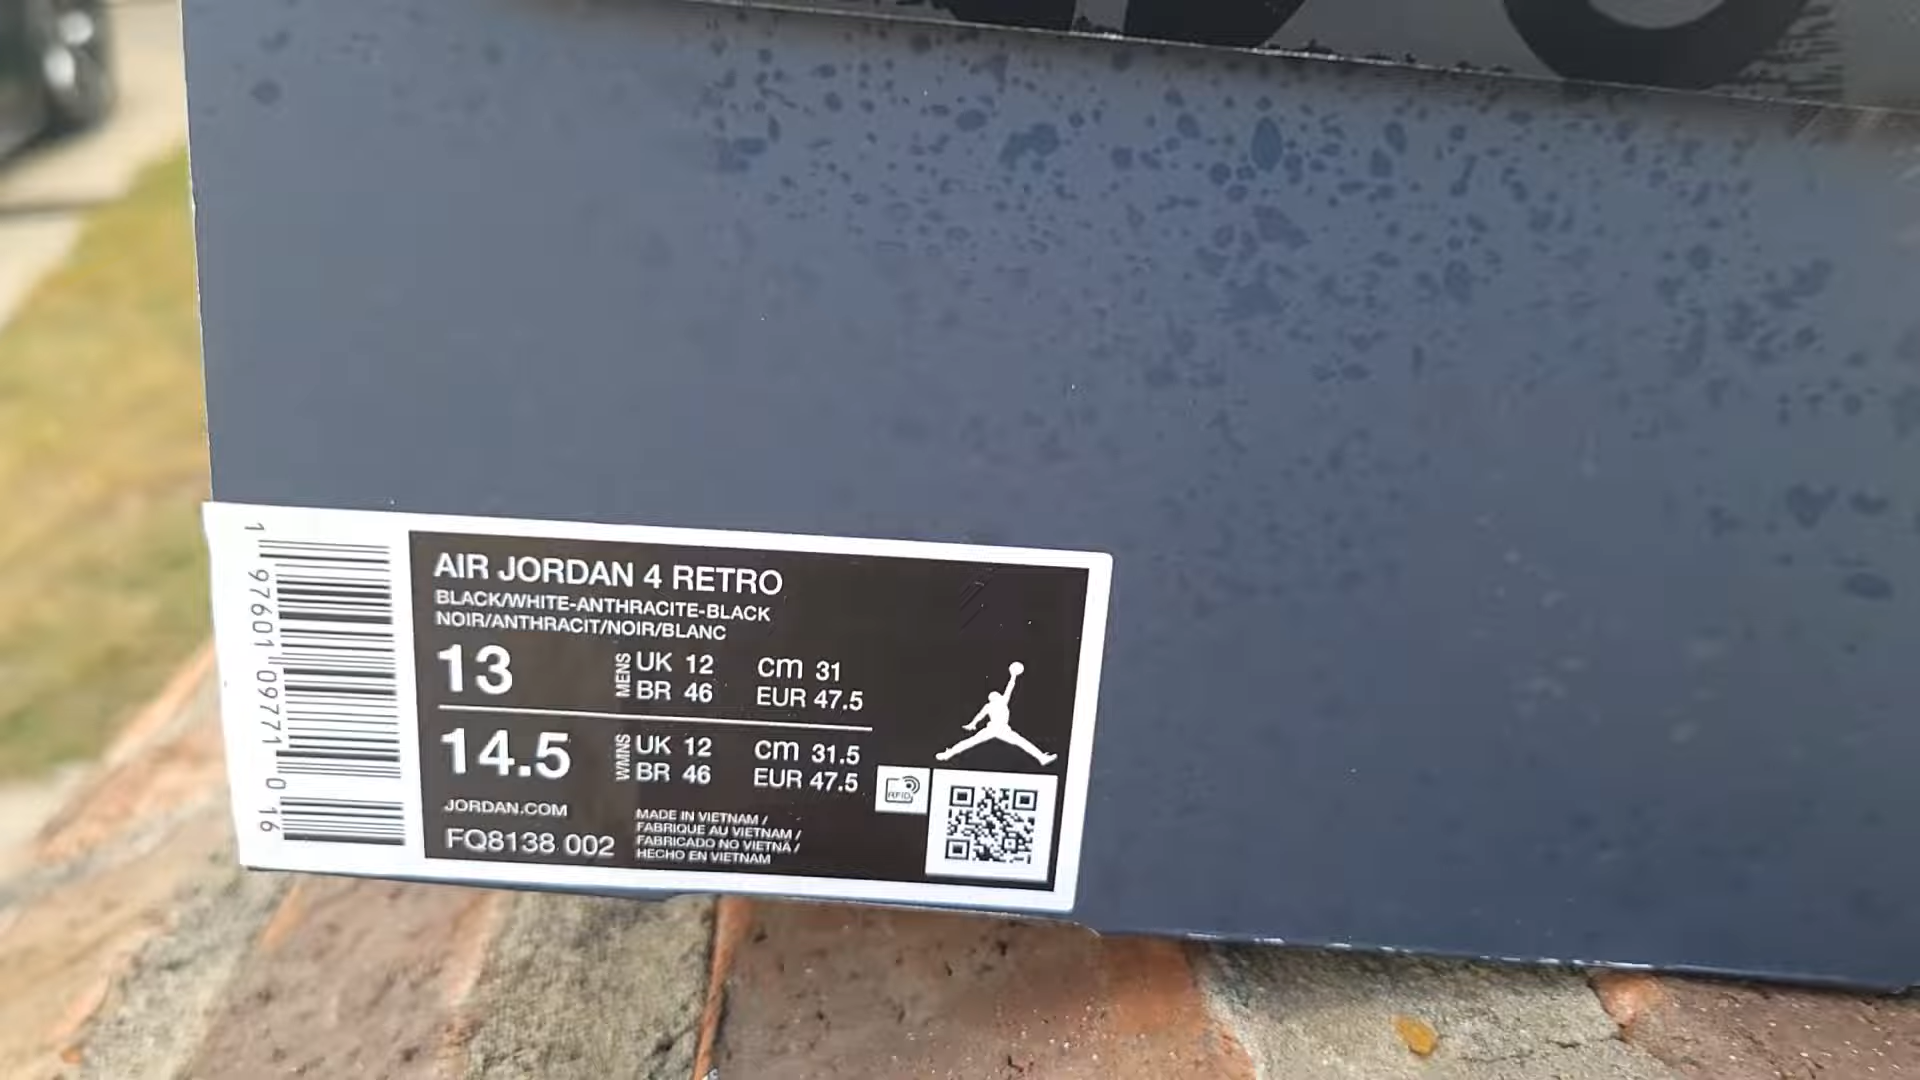 AIR JORDAN 4 RETRO
BLACK/WHITE-ANTHRACITE-BLACK
NOIR/ANTHRACIT/NOIR/BLANC
13 MENS UK 12 cm 31
BR 46 EUR 47.5
14.5 WMNS UK 12 cm 31.5
BR 46 EUR 47.5
JORDAN.COM
FQ8138 002
MADE IN VIETNAM /
FABRIQUE AU VIETNAM /
FABRICADO NO VIETNÃ /
HECHO EN VIETNAM
RFID
1 97601 09771 0 16